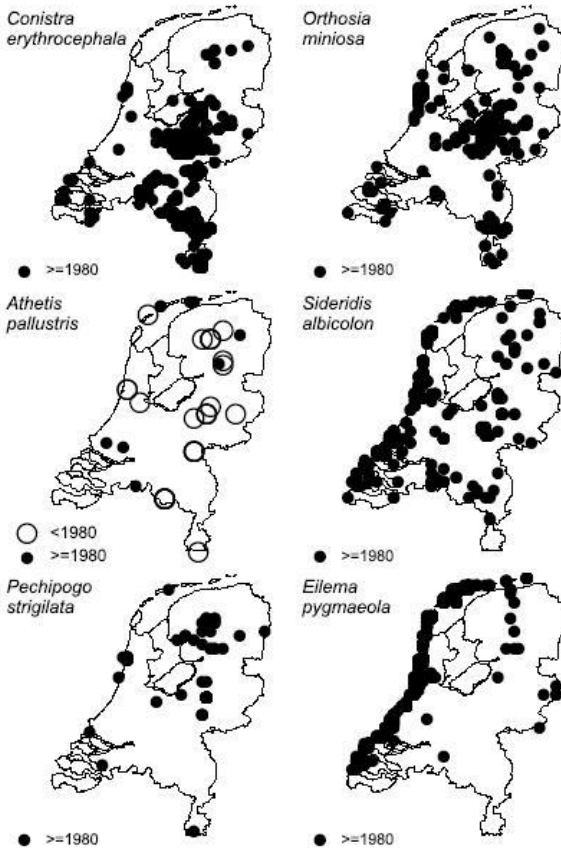 Conistra
erythrocephala
>=1980
Orthosia
miniosa
>=1980
Athetis
pallustris
<1980
>=1980
Sideridis
albicolon
>=1980
Pechipogo
strigilata
>=1980
Eilema
pygmaeola
>=1980